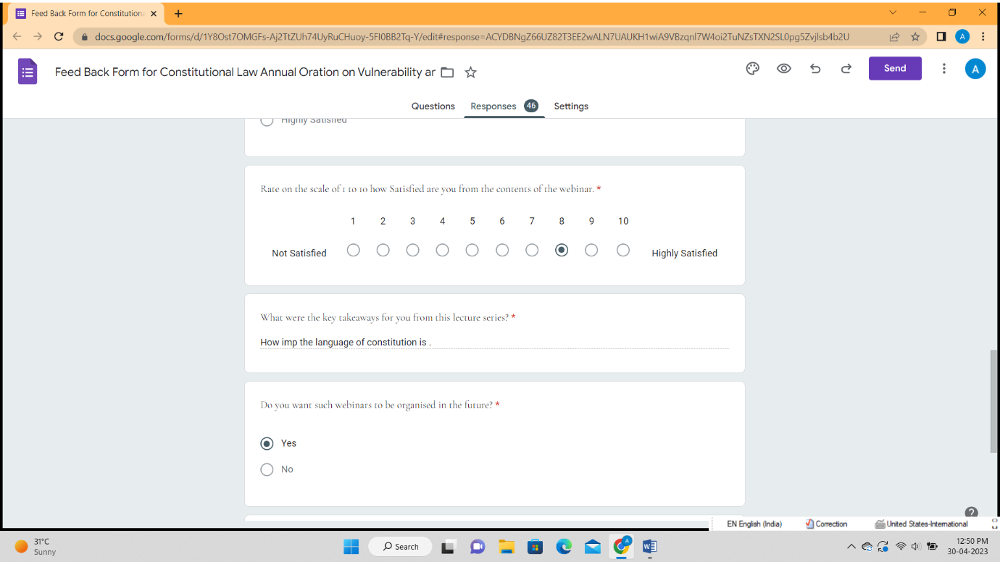 Feed Back Form for Constitutiona
docs.google.com/forms/d/1Y8Ost7OMGFs-Aj2TtZUh74UyRuCHuoy-5FI0BB2Tq-Y/edit#response=ACYDBNgZ66UZ82T3EE2wALN7UAUKH1wiA9VBzqnl7W4oi2TuNZsTXN2SL0pg5Zvjlsb4b2U
A
Feed Back Form for Constitutional Law Annual Oration on Vulnerability ar
Send
A
Questions Responses 46 Settings
Highly Satisfied
Rate on the scale of 1 to 10 how Satisfied are you from the contents of the webinar. *
1 2 3 4 5 6 7 8 9 10
Not Satisfied Highly Satisfied
What were the key takeaways for you from this lecture series? *
How imp the language of constitution is .
Do you want such webinars to be organised in the future? *
Yes
No
EN English (India) Correction United States-International
31°C
Sunny
Search
12:50 PM
30-04-2023